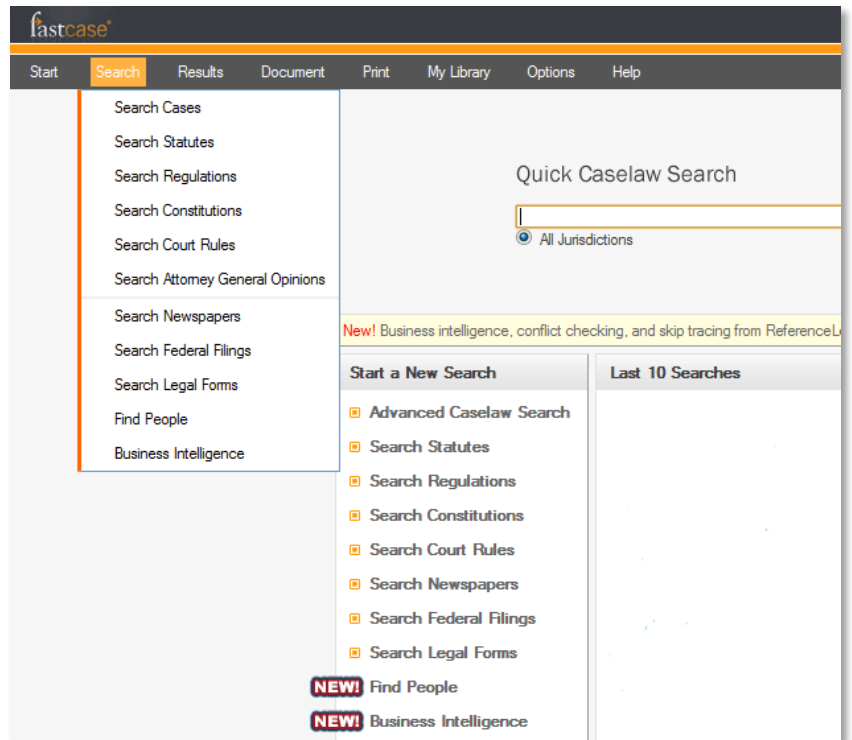 fastcase
Start Search Results Document Print My Library Options Help
Search Cases
Search Statutes
Search Regulations
Search Constitutions
Search Court Rules
Search Attorney General Opinions
Search Newspapers
Search Federal Filings
Search Legal Forms
Find People
Business Intelligence
Quick Caselaw Search
All Jurisdictions
New! Business intelligence, conflict checking, and skip tracing from ReferenceL
Start a New Search
Advanced Caselaw Search
Search Statutes
Search Regulations
Search Constitutions
Search Court Rules
Search Newspapers
Search Federal Filings
Search Legal Forms
NEW! Find People
NEW! Business Intelligence
Last 10 Searches